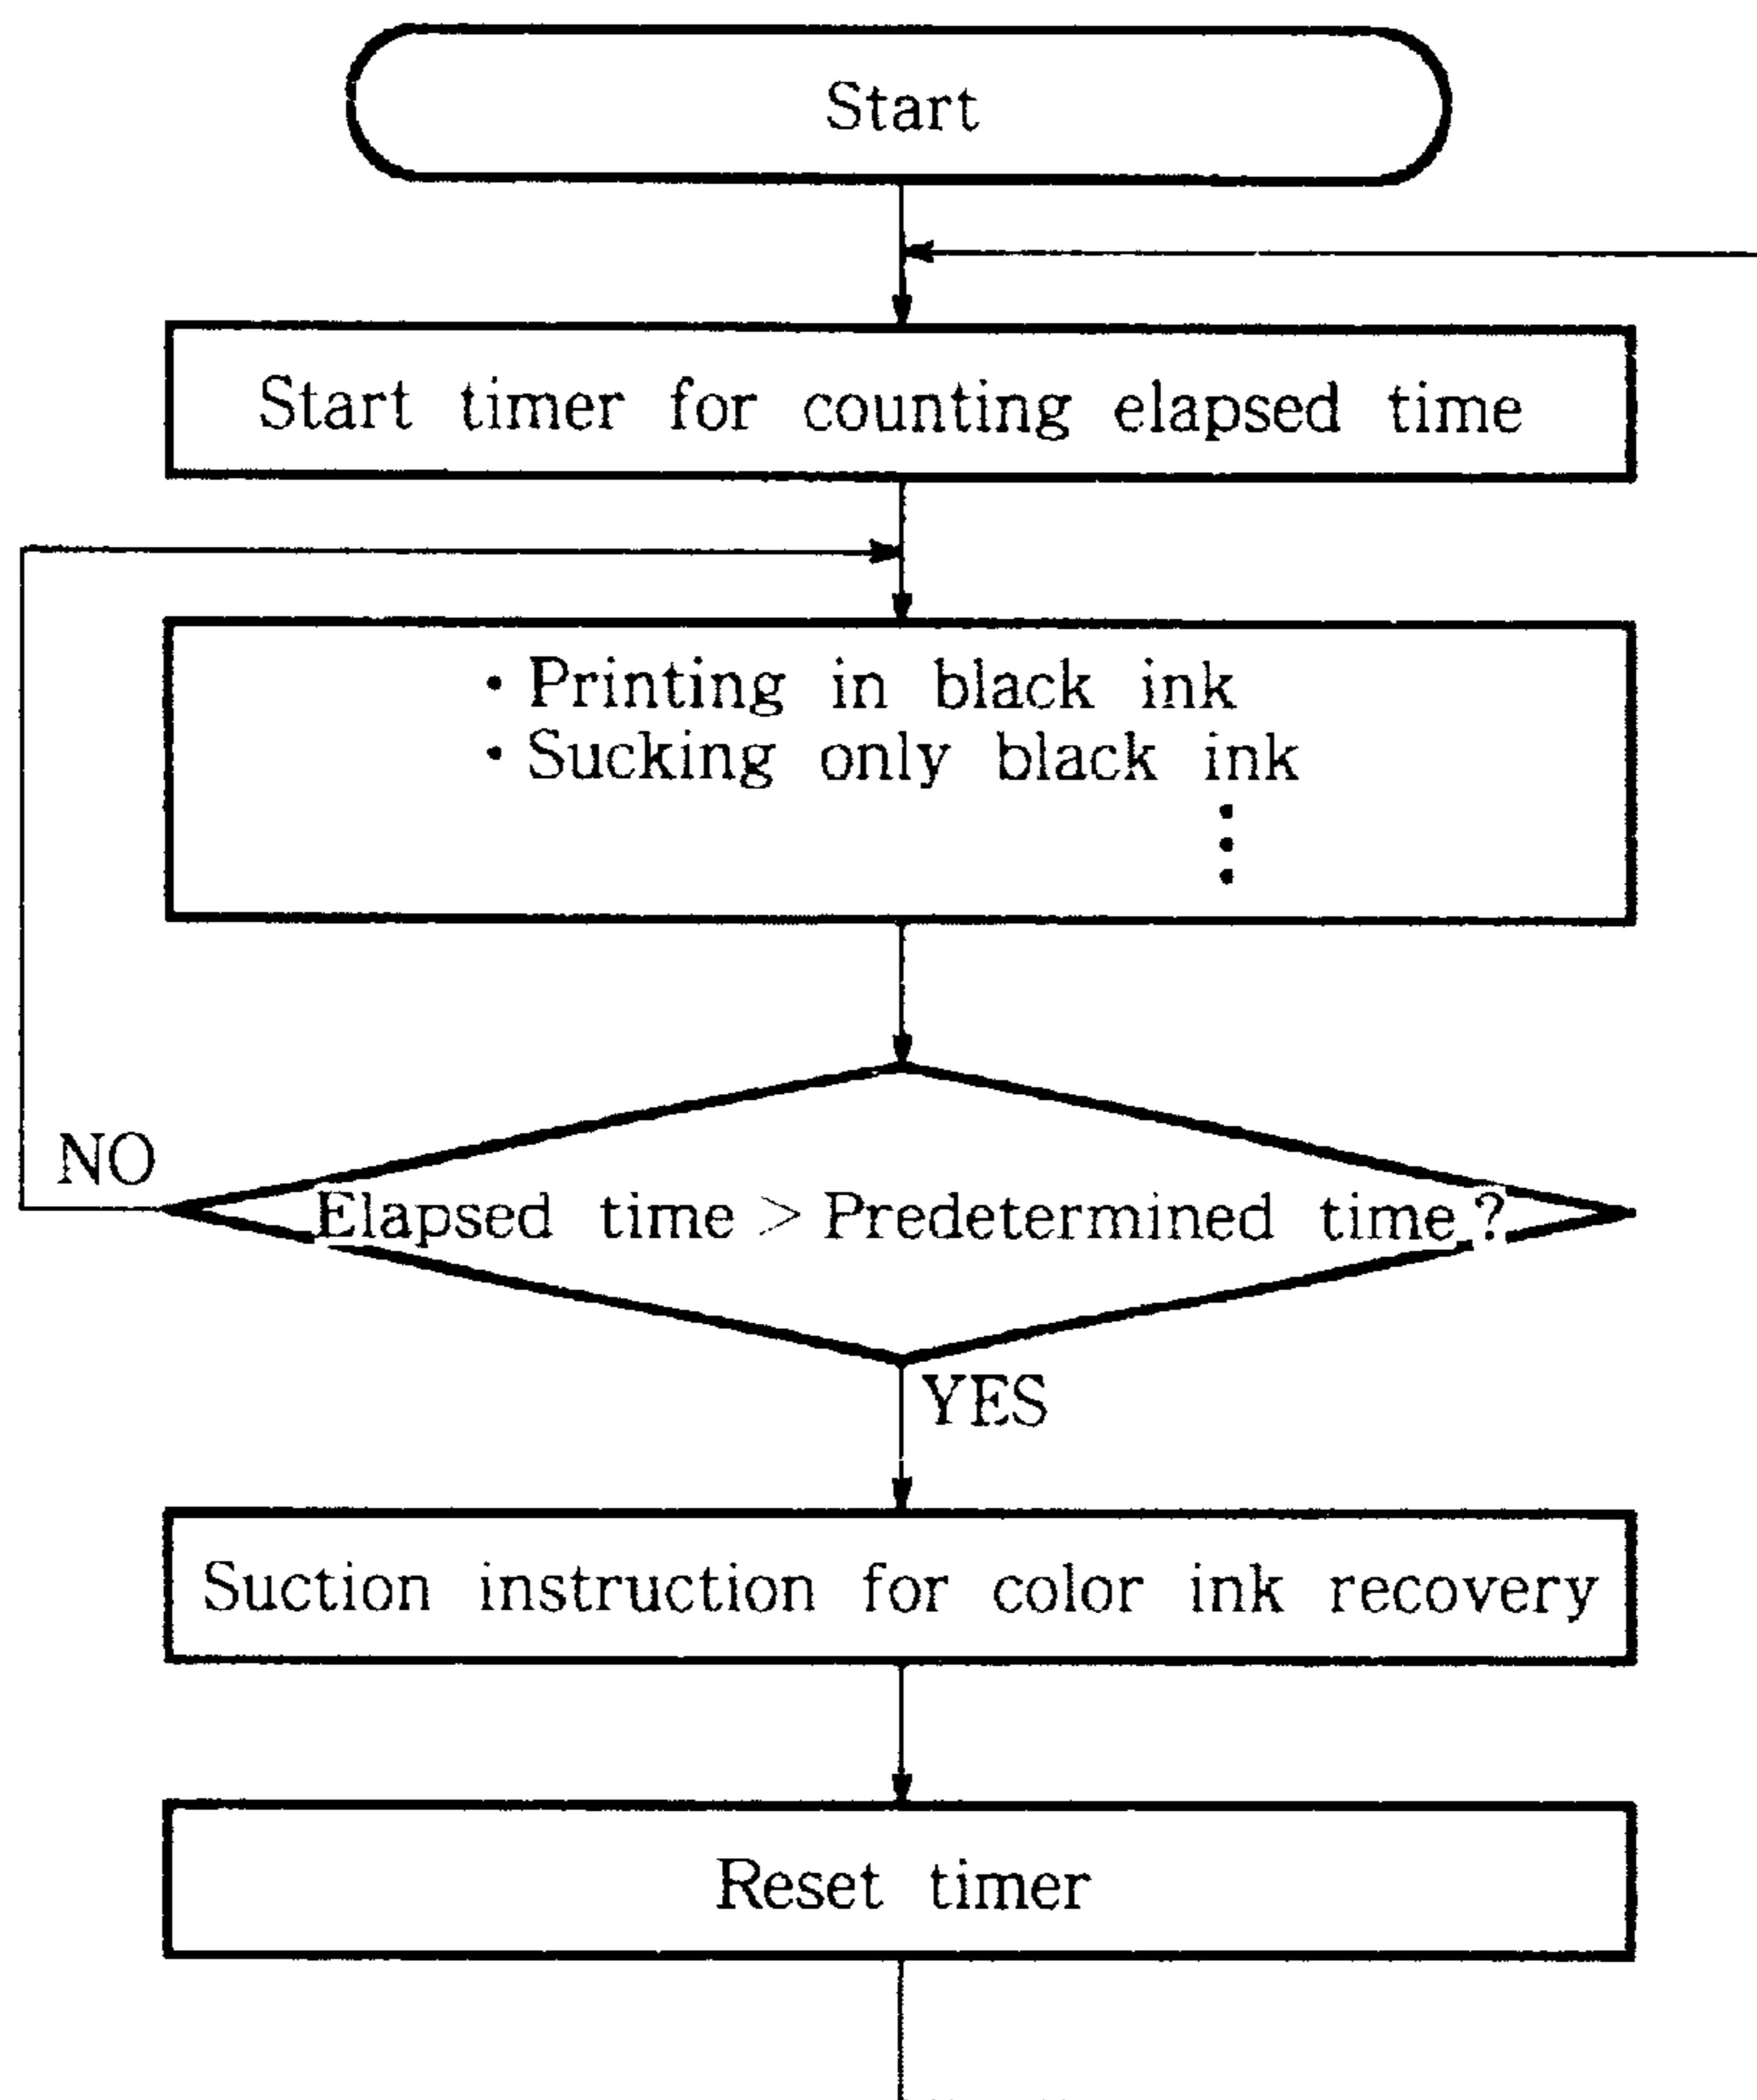 Start
Start timer for counting elapsed time
・Printing in black ink
・Sucking only black ink
NO
Elapsed time > Predetermined time ?
YES
Suction instruction for color ink recovery
Reset timer